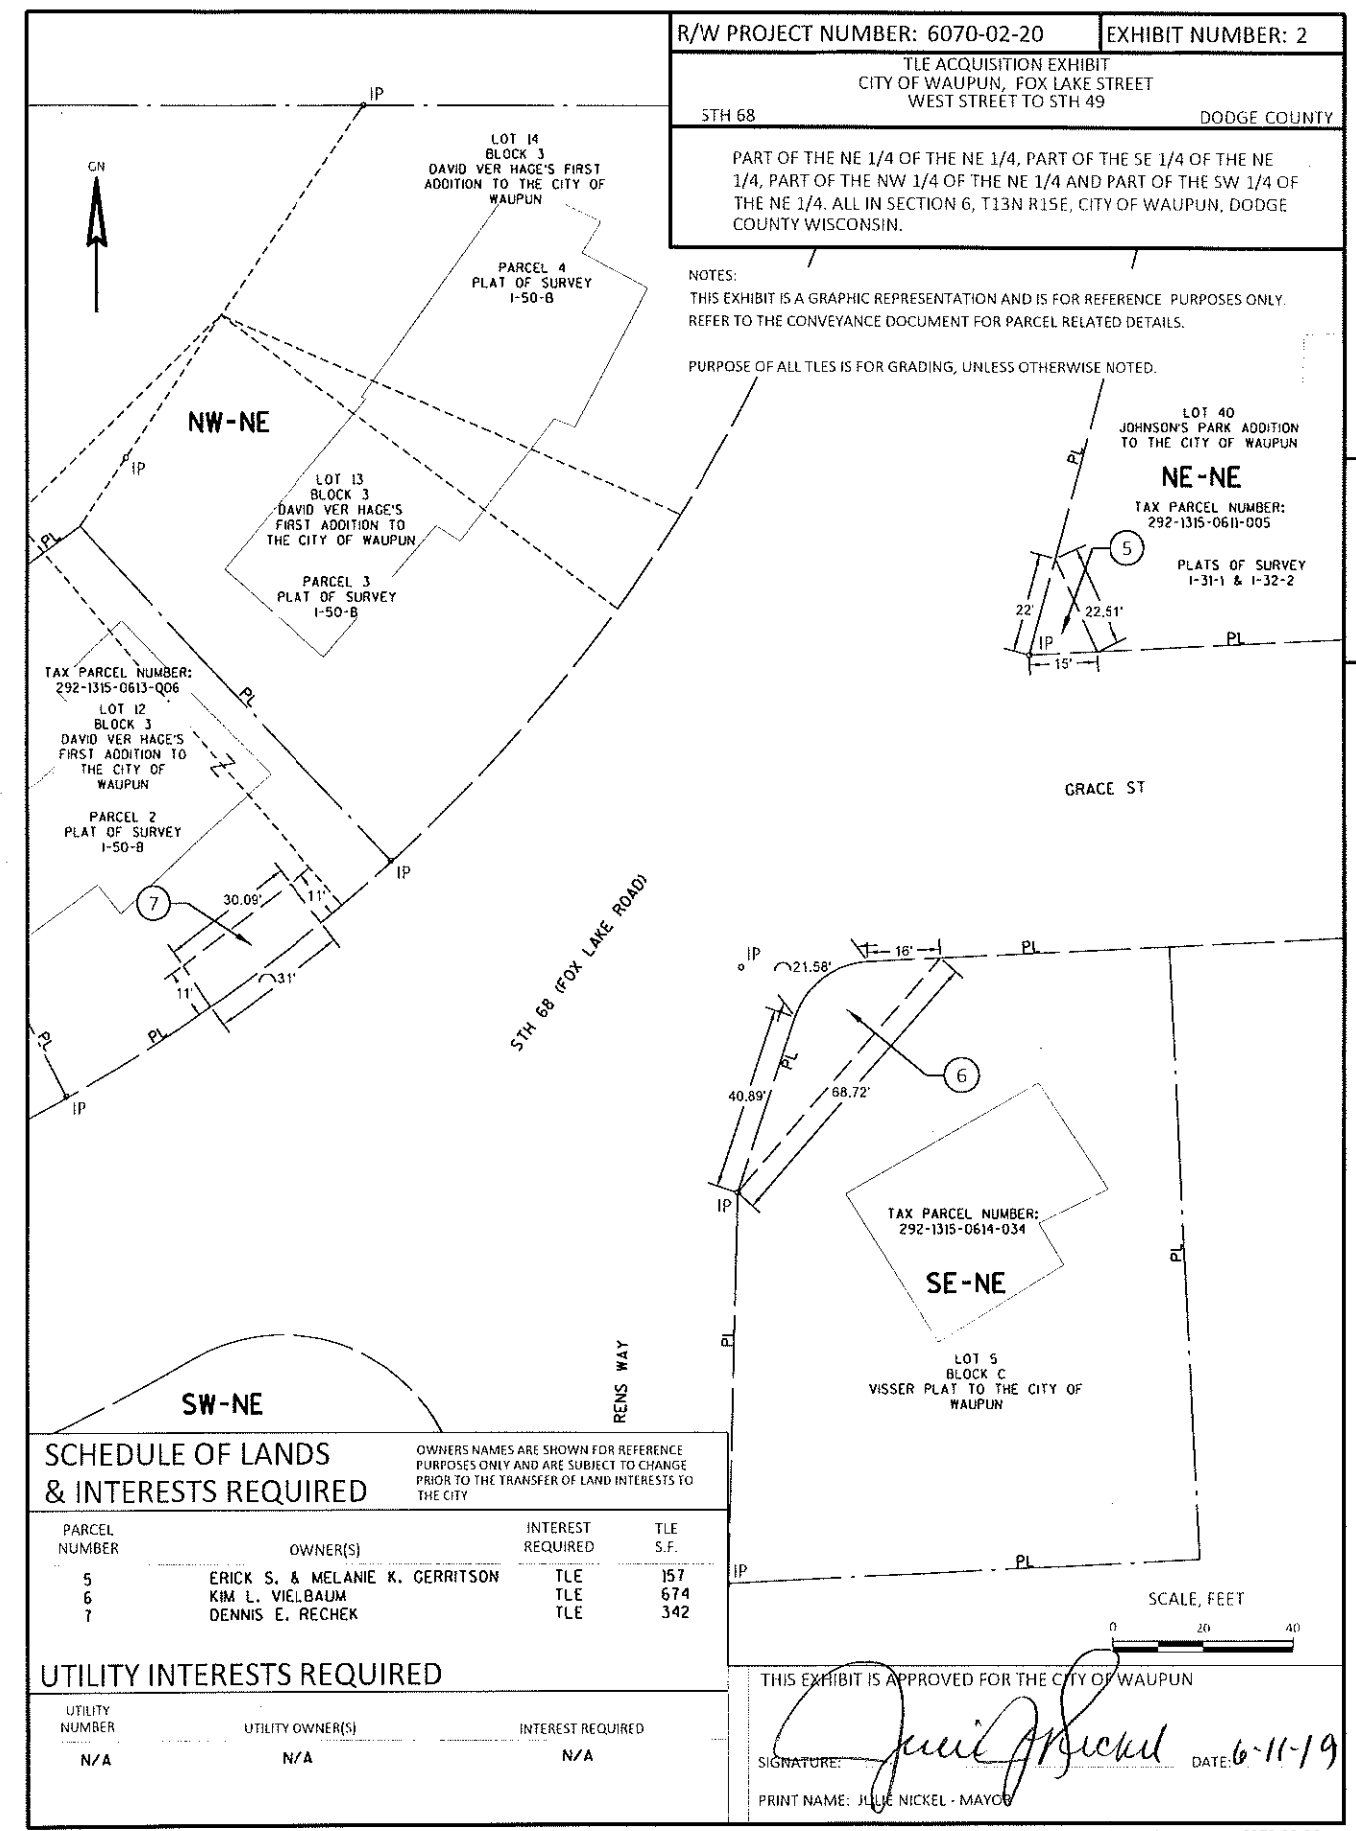 R/W PROJECT NUMBER: 6070-02-20
EXHIBIT NUMBER: 2
TLE ACQUISITION EXHIBIT
CITY OF WAUPUN, FOX LAKE STREET
WEST STREET TO STH 49
STH 68
DODGE COUNTY
PART OF THE NE 1/4 OF THE NE 1/4, PART OF THE SE 1/4 OF THE NE
1/4, PART OF THE NW 1/4 OF THE NE 1/4 AND PART OF THE SW 1/4 OF
THE NE 1/4. ALL IN SECTION 6, T13N R15E, CITY OF WAUPUN, DODGE
COUNTY WISCONSIN.
NOTES:
THIS EXHIBIT IS A GRAPHIC REPRESENTATION AND IS FOR REFERENCE PURPOSES ONLY.
REFER TO THE CONVEYANCE DOCUMENT FOR PARCEL RELATED DETAILS.
PURPOSE OF ALL TLES IS FOR GRADING, UNLESS OTHERWISE NOTED.
IP
GN
LOT 14
BLOCK 3
DAVID VER HAGE'S FIRST
ADDITION TO THE CITY OF
WAUPUN
PARCEL 4
PLAT OF SURVEY
1-50-B
NW-NE
IP
PL
LOT 13
BLOCK 3
DAVID VER HAGE'S
FIRST ADDITION TO
THE CITY OF WAUPUN
PARCEL 3
PLAT OF SURVEY
1-50-B
PL
LOT 40
JOHNSON'S PARK ADDITION
TO THE CITY OF WAUPUN
NE-NE
TAX PARCEL NUMBER:
292-1315-0611-005
PLATS OF SURVEY
1-31-1 & 1-32-2
5
22'
22.51'
IP
15'
PL
TAX PARCEL NUMBER:
292-1315-0613-006
PL
LOT 12
BLOCK 3
DAVID VER HAGE'S
FIRST ADDITION TO
THE CITY OF
WAUPUN
PARCEL 2
PLAT OF SURVEY
1-50-B
IP
7
30.09'
11'
31'
11'
PL
PL
IP
GRACE ST
STH 68 (FOX LAKE ROAD)
IP
21.58'
16'
PL
PL
6
40.89'
68.72'
IP
TAX PARCEL NUMBER:
292-1315-0614-034
SE-NE
PL
PL
LOT 5
BLOCK C
VISSER PLAT TO THE CITY OF
WAUPUN
RENS WAY
SW-NE
IP
PL
SCALE, FEET
0 20 40
SCHEDULE OF LANDS
& INTERESTS REQUIRED
OWNERS NAMES ARE SHOWN FOR REFERENCE
PURPOSES ONLY AND ARE SUBJECT TO CHANGE
PRIOR TO THE TRANSFER OF LAND INTERESTS TO
THE CITY
PARCEL NUMBER OWNER(S) INTEREST REQUIRED TLE S.F.
5 ERICK S. & MELANIE K. GERRITSON TLE 157
6 KIM L. VIELBAUM TLE 674
7 DENNIS E. RECHEK TLE 342
UTILITY INTERESTS REQUIRED
UTILITY NUMBER UTILITY OWNER(S) INTEREST REQUIRED
N/A N/A N/A
THIS EXHIBIT IS APPROVED FOR THE CITY OF WAUPUN
SIGNATURE: Julie J Nickel DATE: 6-11-19
PRINT NAME: JULIE NICKEL - MAYOR